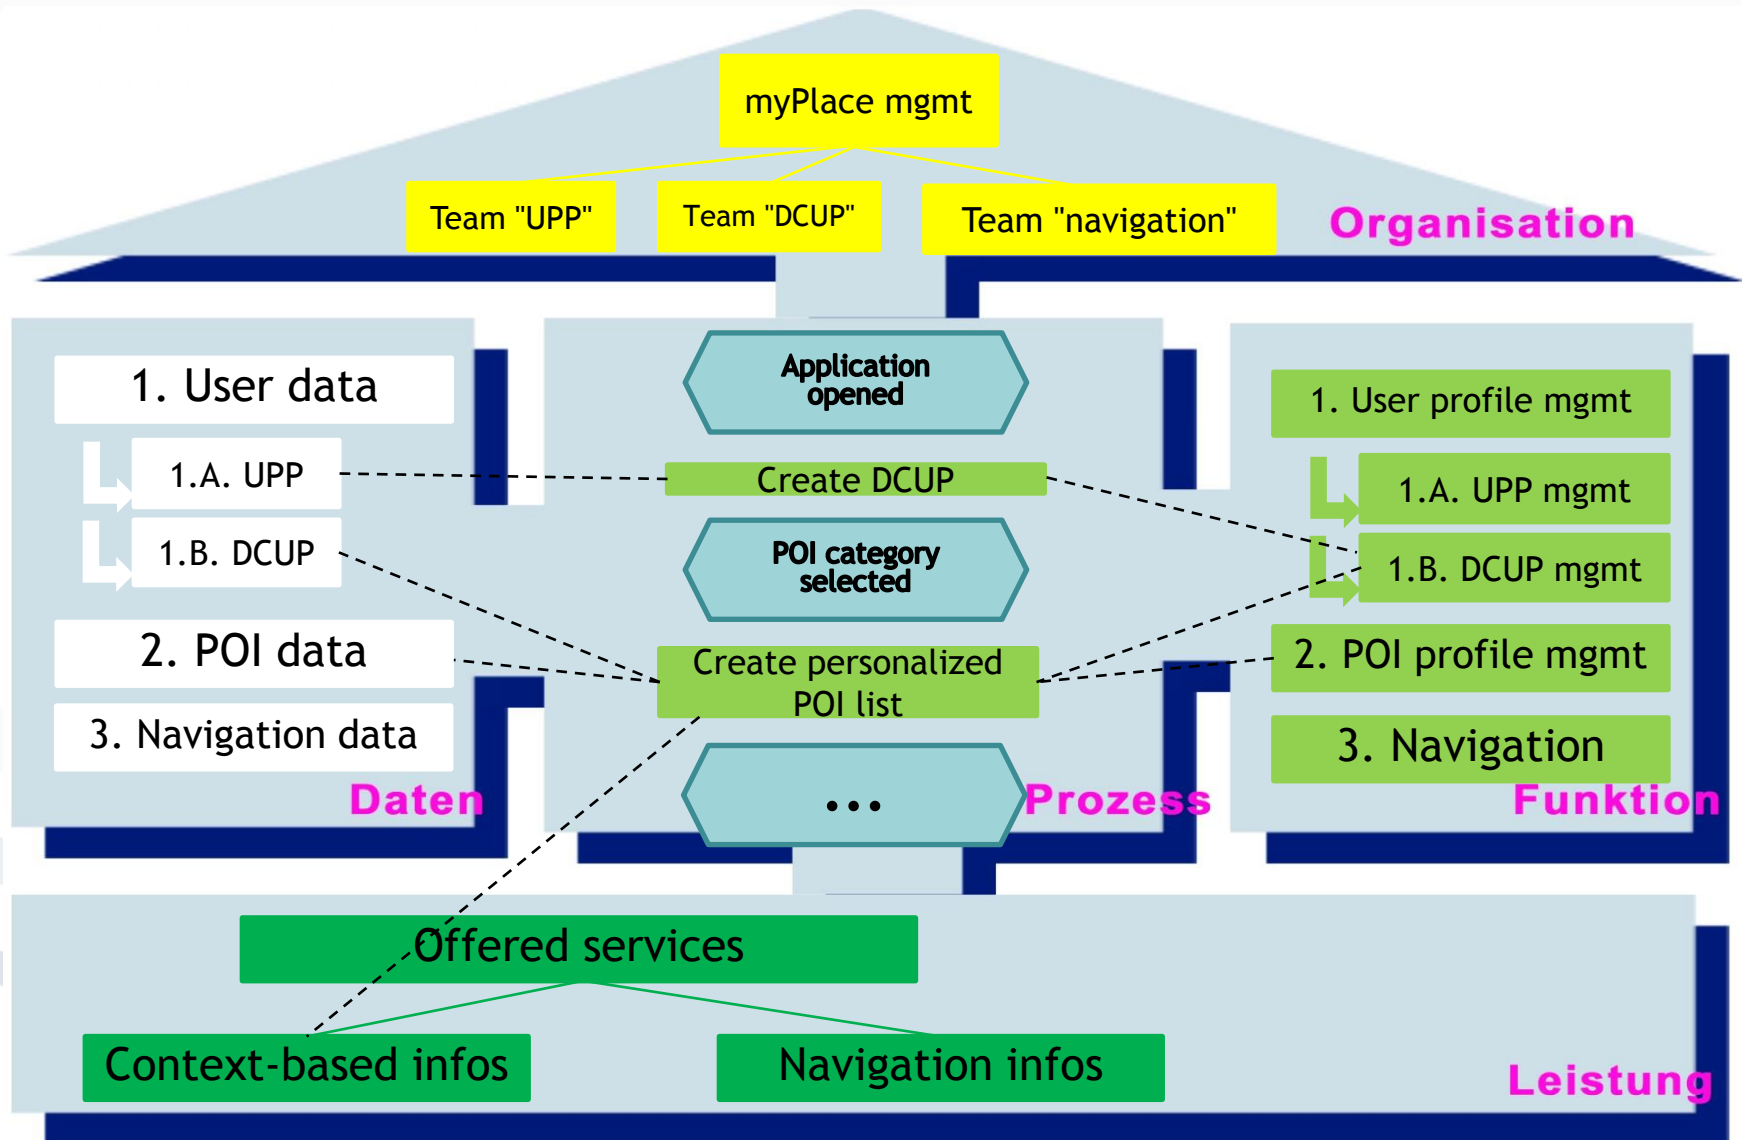 myPlace mgmt
Team "UPP"
Team "DCUP"
Team "navigation"
Organisation
1. User data
1.A. UPP
1.B. DCUP
2. POI data
3. Navigation data
Daten
Application
opened
Create DCUP
POI category
selected
Create personalized
POI list
...
Prozess
1. User profile mgmt
1.A. UPP mgmt
1.B. DCUP mgmt
2. POI profile mgmt
3. Navigation
Funktion
Offered services
Context-based infos
Navigation infos
Leistung